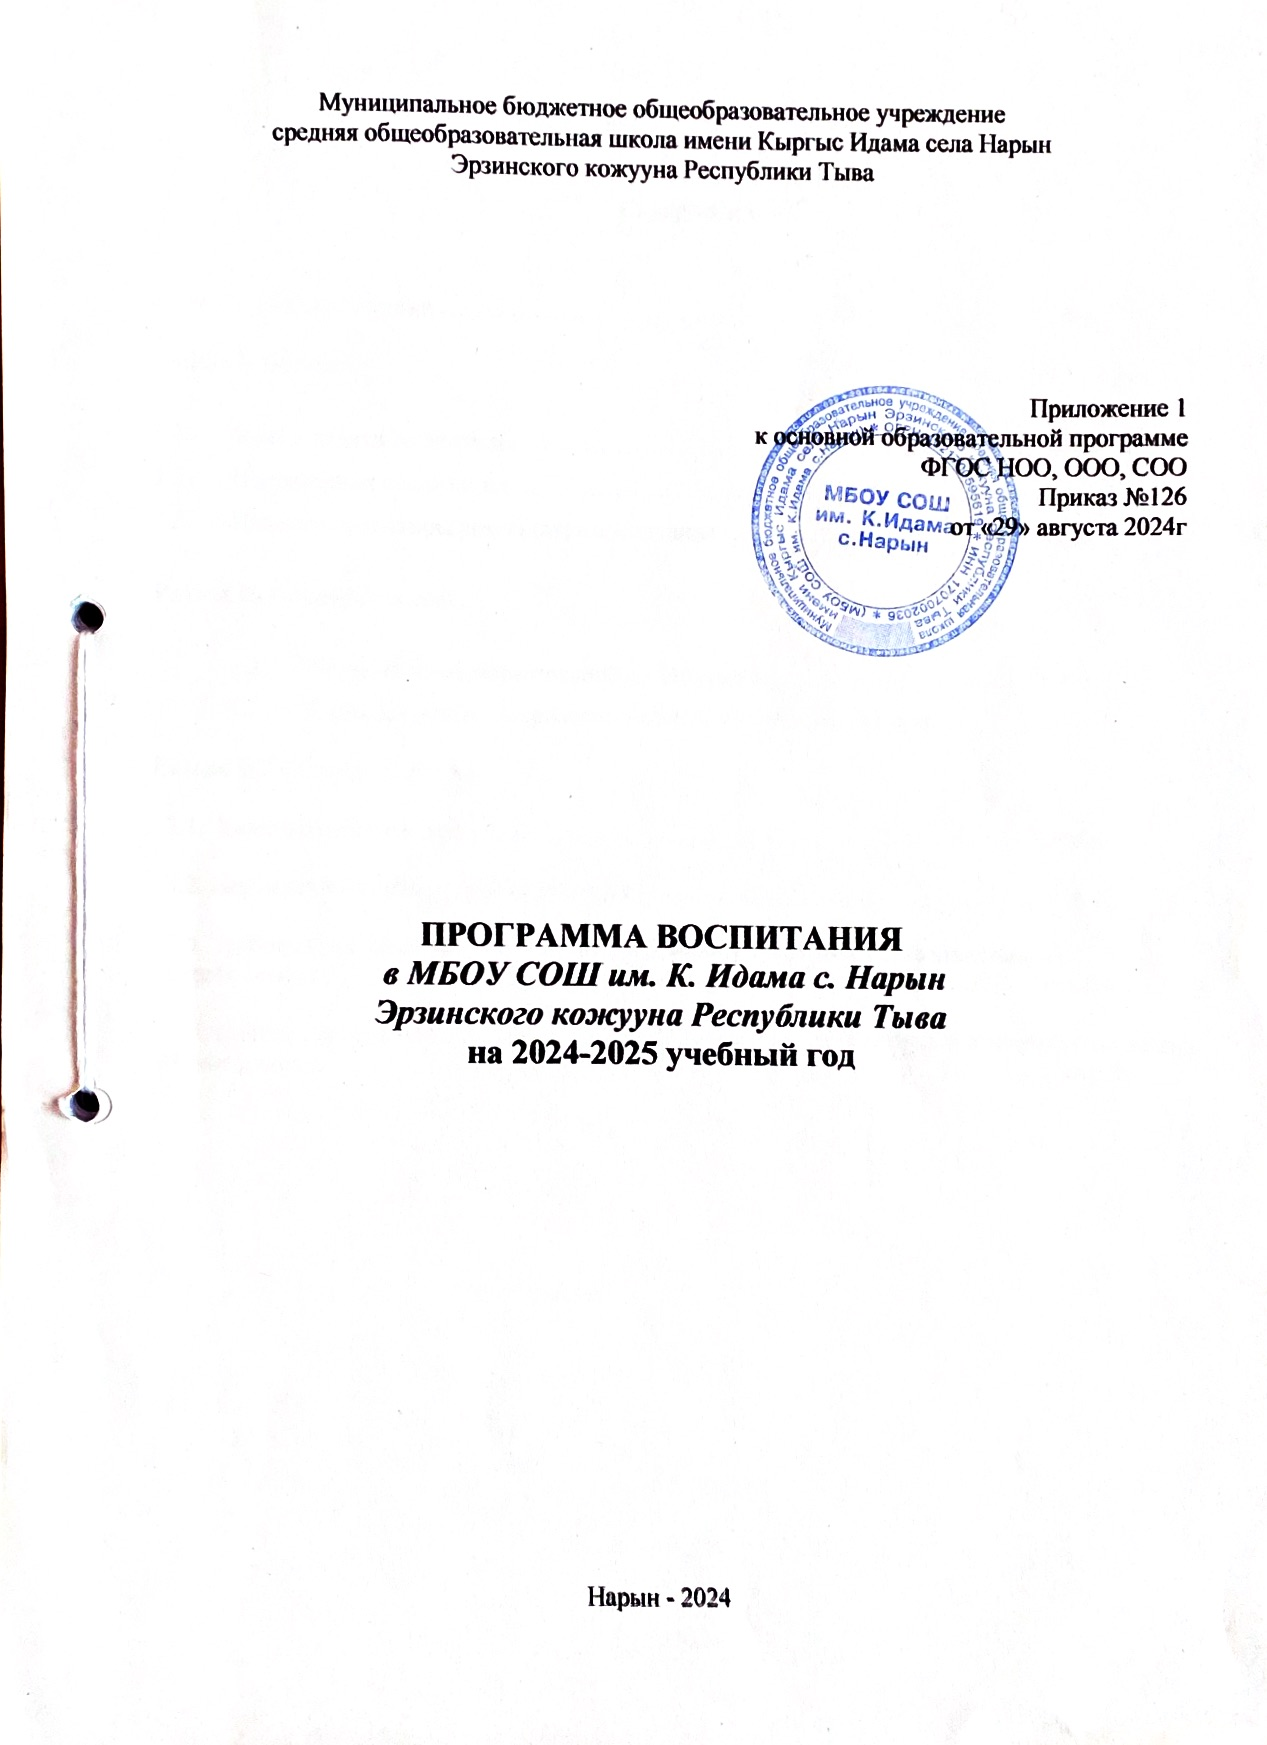 Муниципальное бюджетное общеобразовательное учреждение
средняя общеобразовательная школа имени Кыргыс Идама села Нарын
Эрзинского кожууна Республики Тыва
Приложение 1
к основной образовательной программе
ФГОС НОО, ООО, СОО
Приказ №126
от «29» августа 2024г
МБОУ СОШ
им. К.Идама
с.Нарын
ПРОГРАММА ВОСПИТАНИЯ
в МБОУ СОШ им. К. Идама с. Нарын
Эрзинского кожууна Республики Тыва
на 2024-2025 учебный год
Нарын - 2024